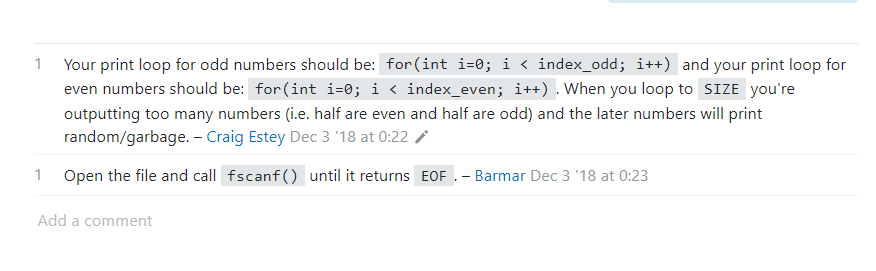 1 Your print loop for odd numbers should be: for(int i=0; i < index_odd; i++) and your print loop for
even numbers should be: for(int i=0; i < index_even; i++) . When you loop to SIZE you're
outputting too many numbers (i.e. half are even and half are odd) and the later numbers will print
random/garbage. – Craig Estey Dec 3 '18 at 0:22
1 Open the file and call fscanf() until it returns EOF . – Barmar Dec 3 '18 at 0:23
Add a comment